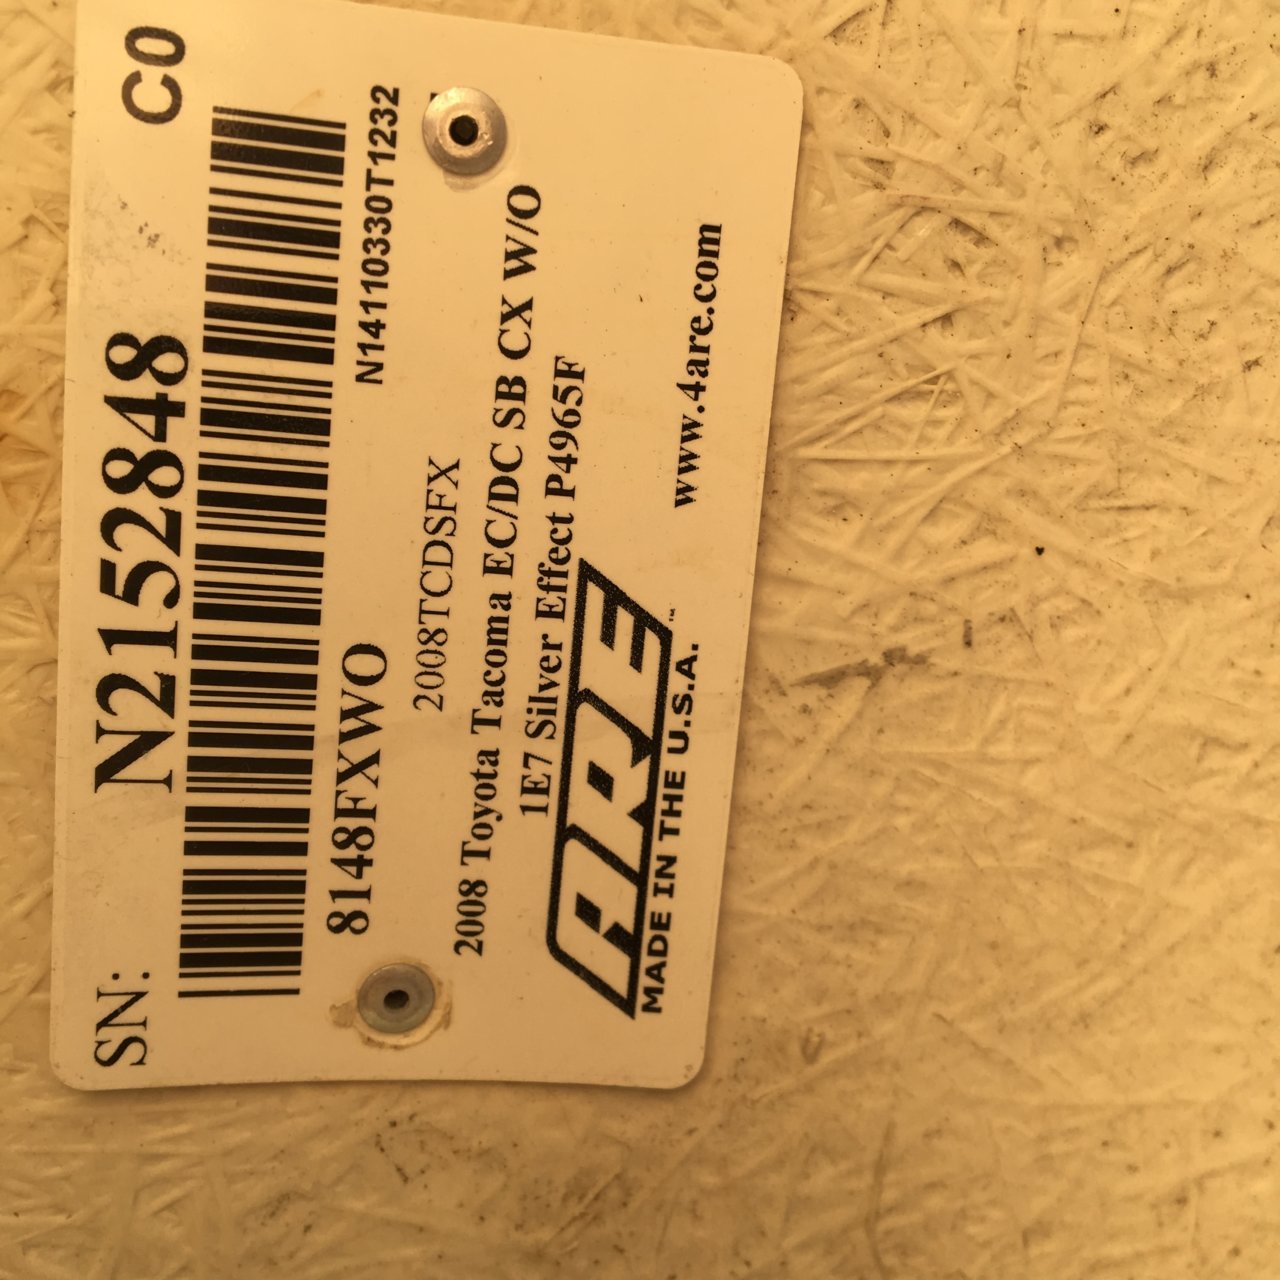 C0
SN: N2152848
8148FXWO
N14110330T1232
2008TCDSFX
2008 Toyota Tacoma EC/DC SB CX W/O
1E7 Silver Effect P4965F
ARE™
MADE IN THE U.S.A.
www.4are.com